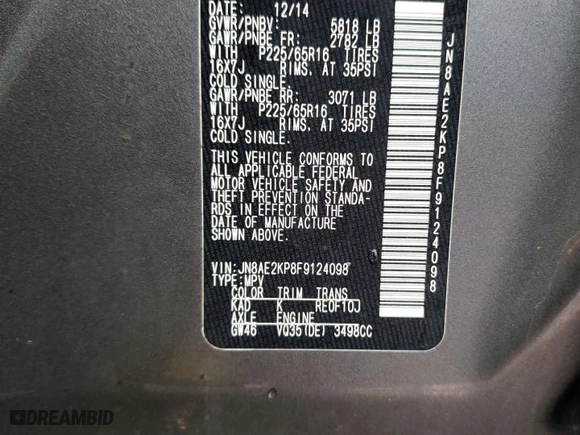 DATE: 12/14
GVWR/PNBV: 5818 LB
GAWR/PNBE FR: 2782 LB
WITH P225/65R16 TIRES
16X7J RIMS, AT 35PSI
COLD SINGLE.
GAWR/PNBE RR: 3071 LB
WITH P225/65R16 TIRES
16X7J RIMS, AT 35PSI
COLD SINGLE.
THIS VEHICLE CONFORMS TO
ALL APPLICABLE FEDERAL
MOTOR VEHICLE SAFETY AND
THEFT PREVENTION STANDA-
RDS IN EFFECT ON THE
DATE OF MANUFACTURE
SHOWN ABOVE.
VIN:JN8AE2KP8F9124098
TYPE:MPV
COLOR TRIM TRANS
KAD K RE0F10J
AXLE ENGINE
GW46 VQ35(DE) 3498CC
JN8AE2KP8F9124098
DREAMBID